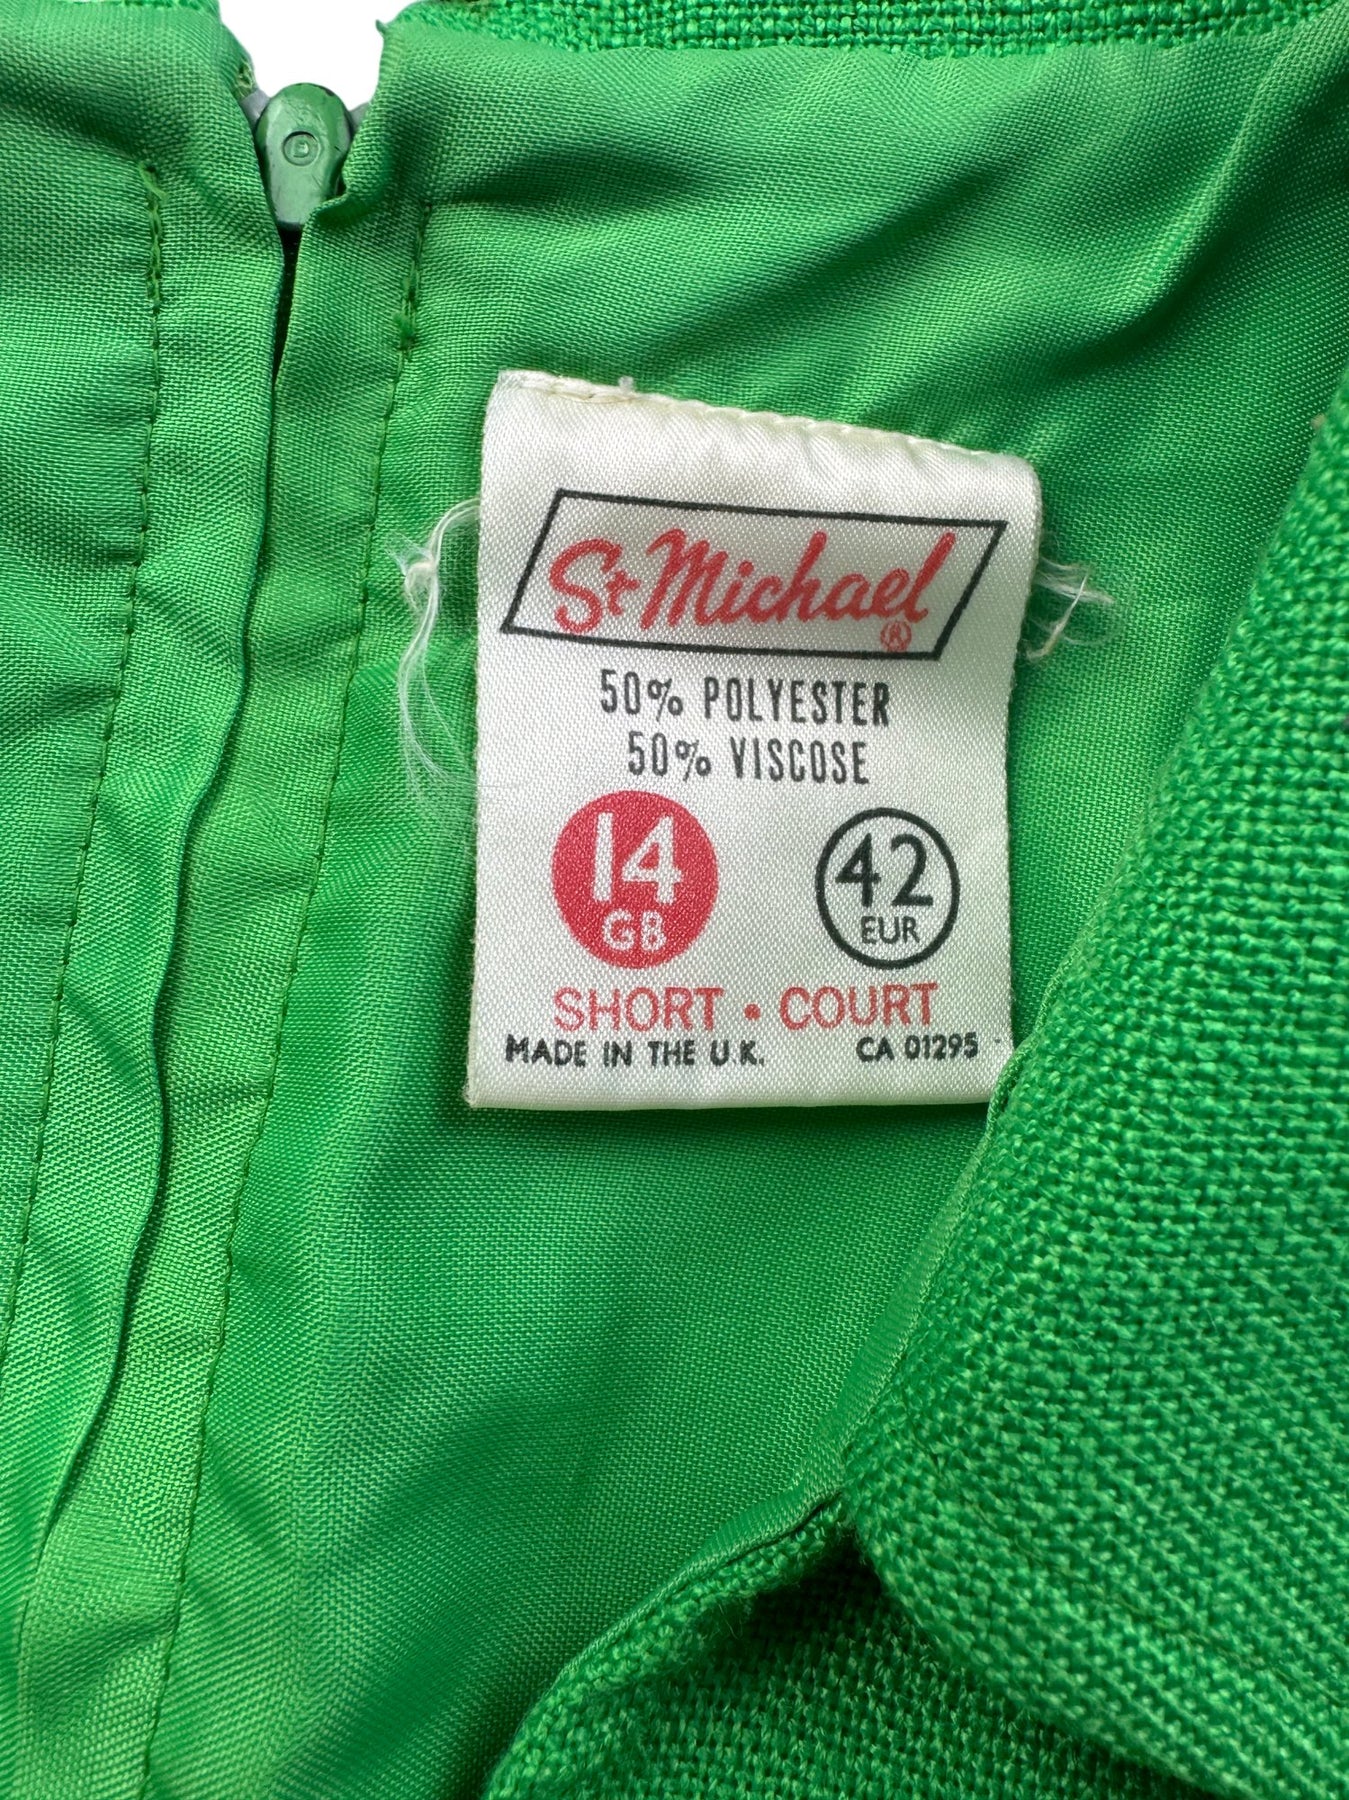 St Michael®
50% POLYESTER
50% VISCOSE
14 GB
42 EUR
SHORT • COURT
MADE IN THE U.K. CA 01295